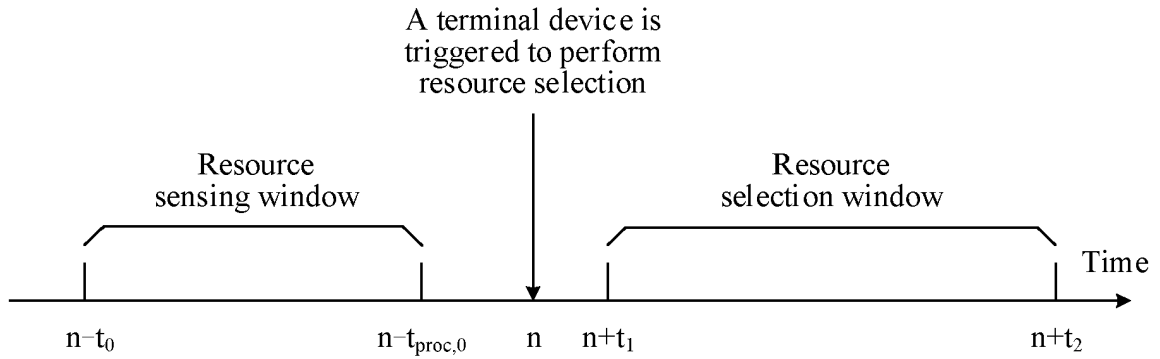 A terminal device is
triggered to perform
resource selection
Resource
sensing window
Resource
selection window
Time
n−t₀
n−tproc,0
n
n+t₁
n+t₂